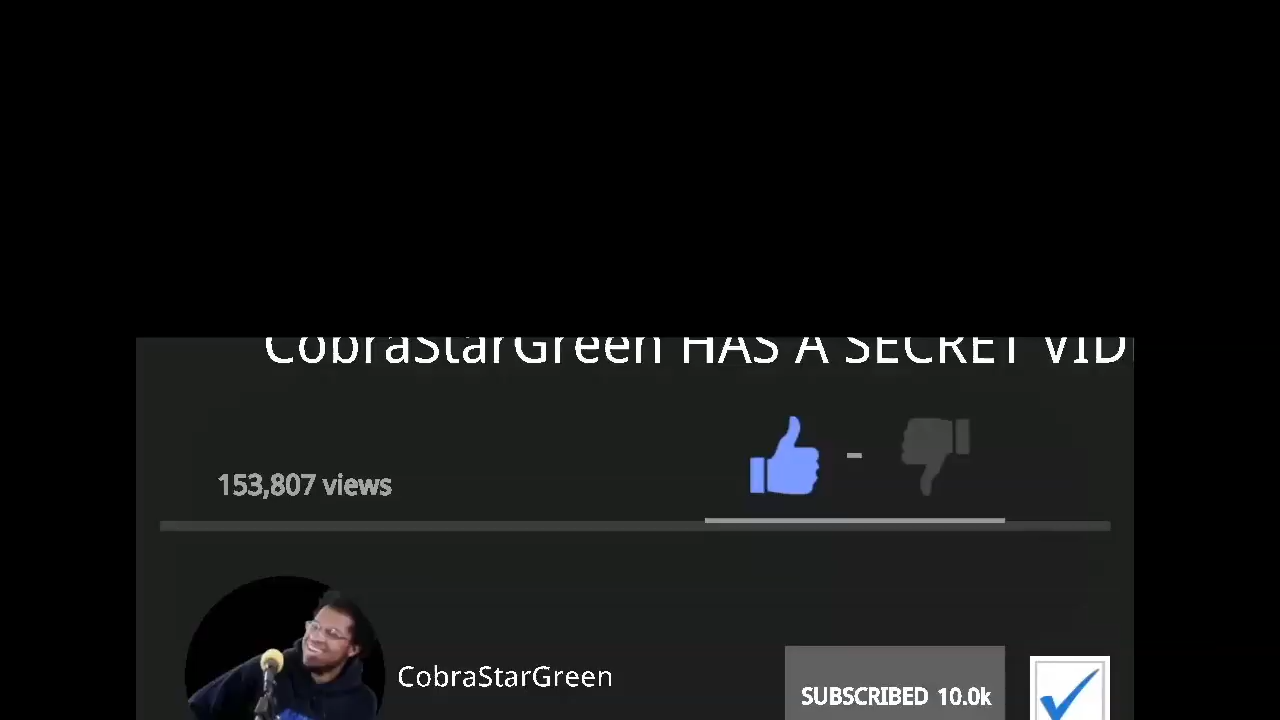 CobraStarGreen HAS A SECRET VID
-
153,807 views
CobraStarGreen
SUBSCRIBED 10.0k